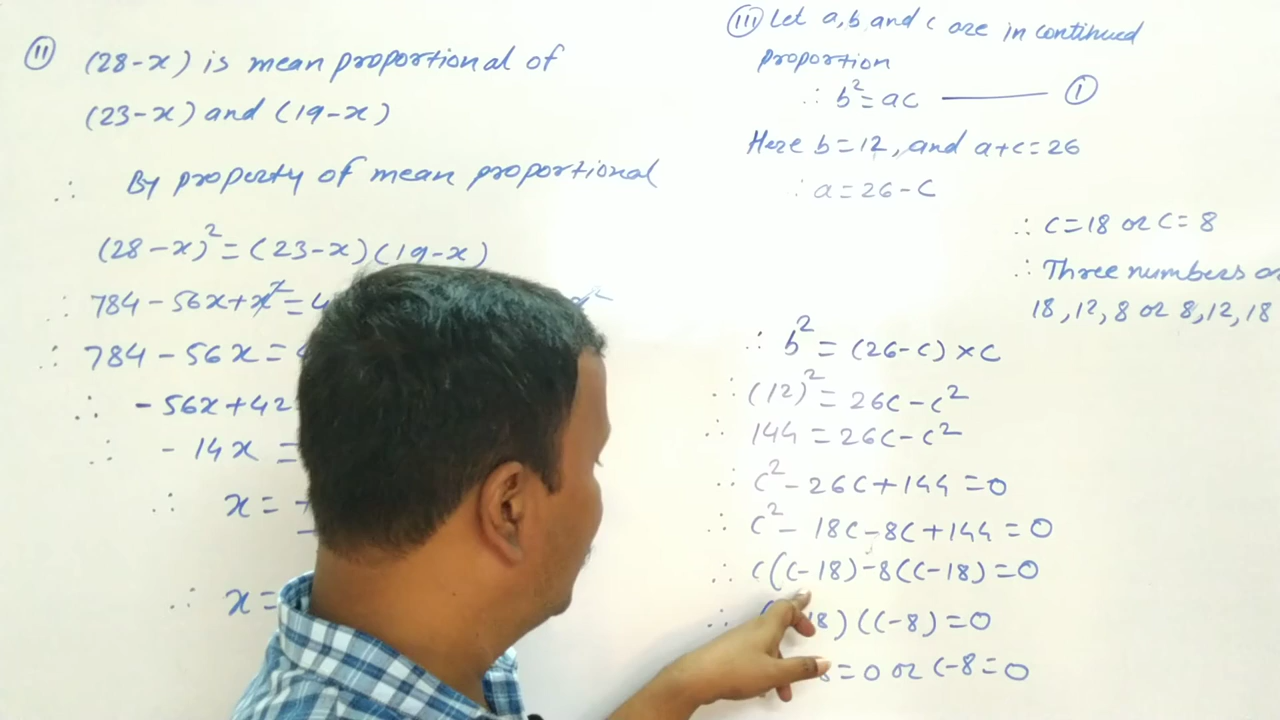 (II) (28-x) is mean proportional of
(23-x) and (19-x)
∴ By property of mean proportional
(28-x)² = (23-x)(19-x)
∴ 784-56x+x² =
∴ 784-56x =
∴ -56x+42
∴ -14x =
∴ x =
∴ x =
(III) Let a, b and c are in continued
proportion
∴ b² = ac ——— (1)
Here b=12, and a+c=26
∴ a=26-c
∴ c=18 or c=8
∴ Three numbers
18,12,8 or 8,12,18
∴ b² = (26-c)×c
∴ (12)² = 26c-c²
∴ 144 = 26c-c²
∴ c²-26c+144=0
∴ c²-18c-8c+144=0
∴ c(c-18)-8(c-18)=0
∴ 18)(c-8)=0
=0 or c-8=0